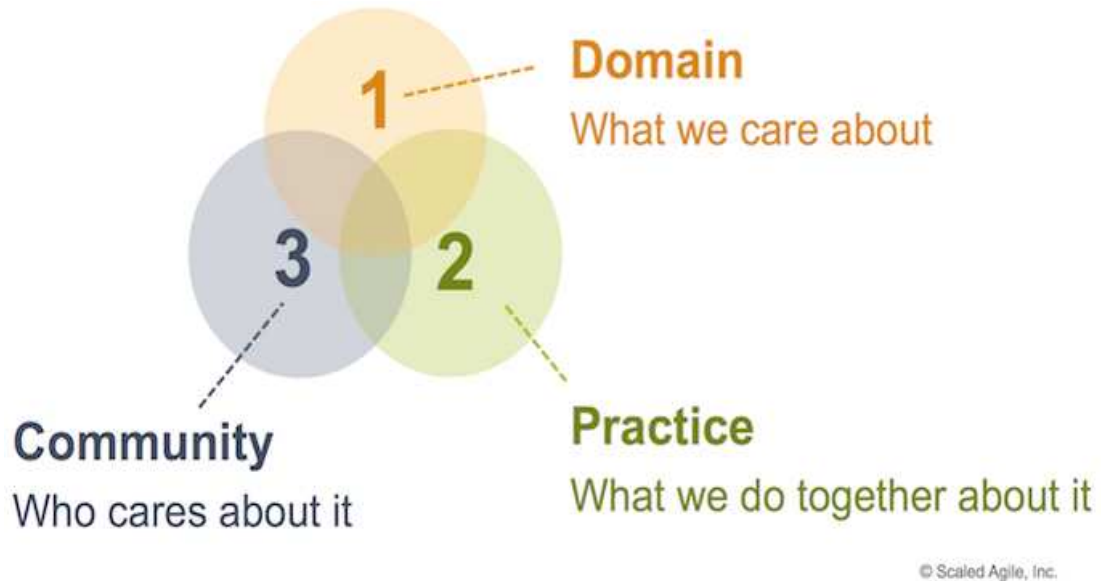 1
Domain
What we care about
3
2
Community
Who cares about it
Practice
What we do together about it
© Scaled Agile, Inc.